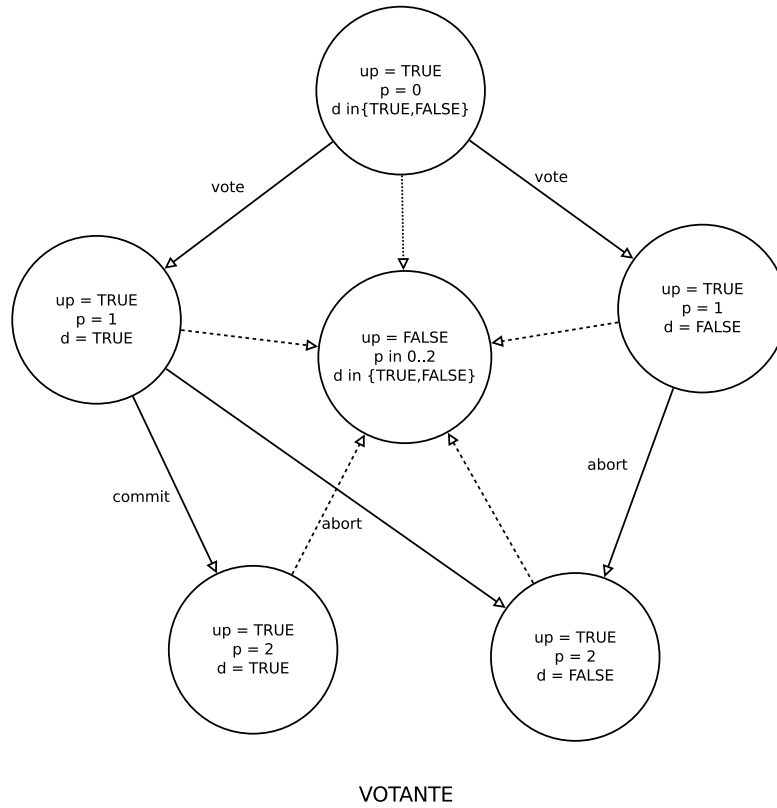 up = TRUE
p = 0
d in{TRUE,FALSE}
vote
vote
up = TRUE
p = 1
d = TRUE
up = FALSE
p in 0..2
d in {TRUE,FALSE}
up = TRUE
p = 1
d = FALSE
commit
abort
abort
up = TRUE
p = 2
d = TRUE
up = TRUE
p = 2
d = FALSE
VOTANTE